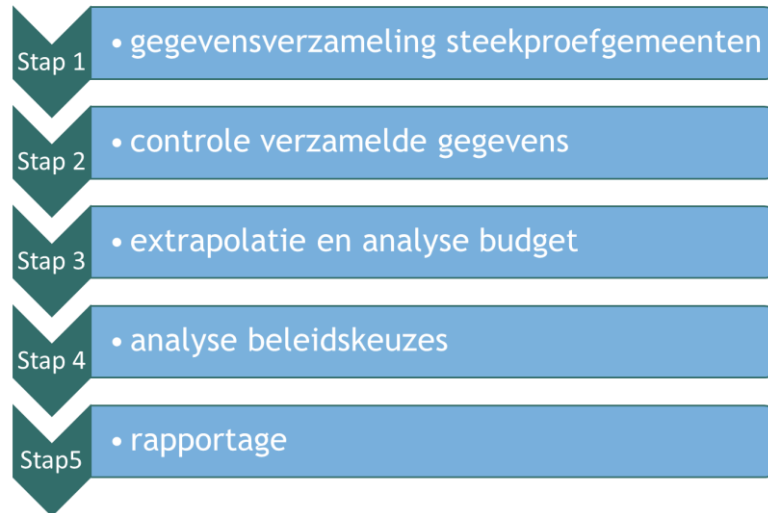 Stap 1
• gegevensverzameling steekproefgemeenten
Stap 2
• controle verzamelde gegevens
Stap 3
• extrapolatie en analyse budget
Stap 4
• analyse beleidskeuzes
Stap5
• rapportage